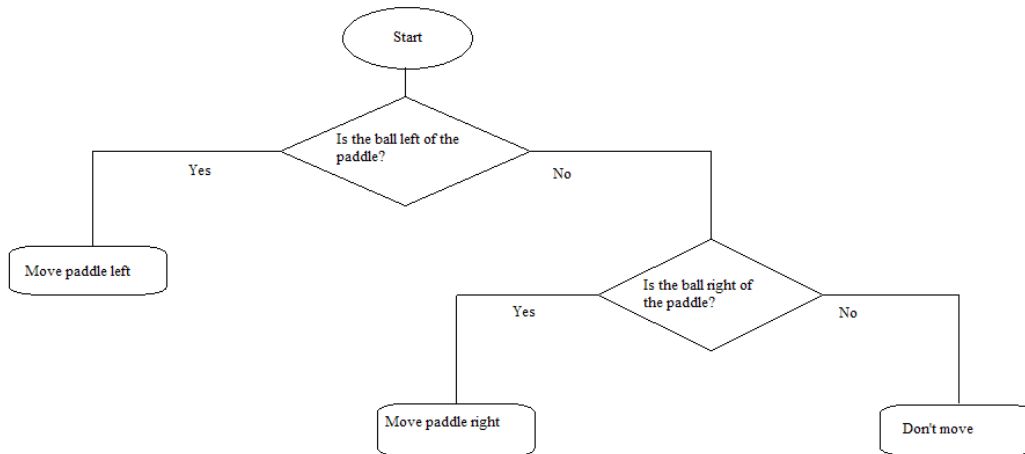 Start
Is the ball left of the
paddle?
Yes
No
Move paddle left
Is the ball right of
the paddle?
Yes
No
Move paddle right
Don't move